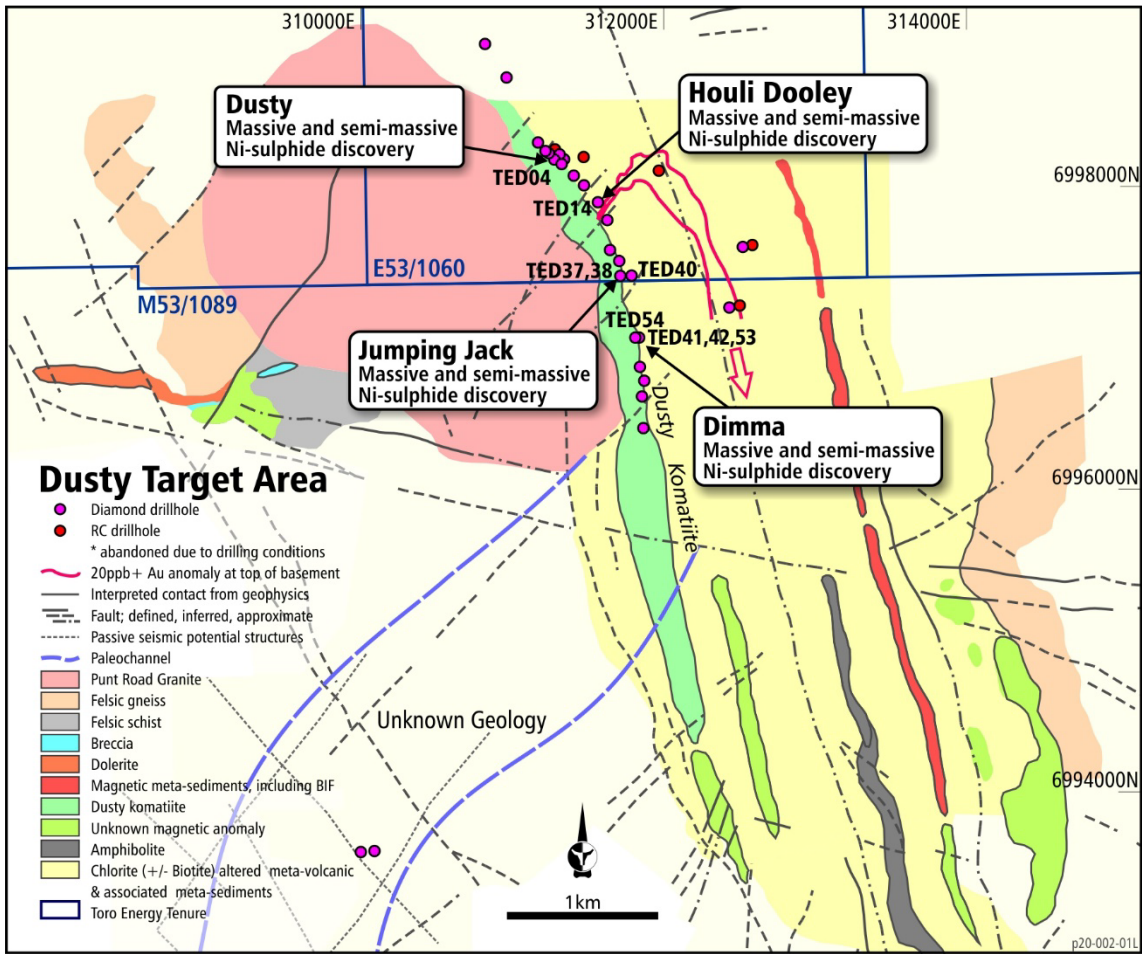 310000E
312000E
314000E
Dusty
Massive and semi-massive
Ni-sulphide discovery
Houli Dooley
Massive and semi-massive
Ni-sulphide discovery
TED04
6998000N
TED14
E53/1060
TED37,38
TED40
M53/1089
TED54
TED41,42,53
Jumping Jack
Massive and semi-massive
Ni-sulphide discovery
Dusty Komatiite
Dimma
Massive and semi-massive
Ni-sulphide discovery
6996000N
Dusty Target Area
Diamond drillhole
RC drillhole
* abandoned due to drilling conditions
20ppb+ Au anomaly at top of basement
Interpreted contact from geophysics
Fault; defined, inferred, approximate
Passive seismic potential structures
Paleochannel
Punt Road Granite
Felsic gneiss
Felsic schist
Breccia
Dolerite
Magnetic meta-sediments, including BIF
Dusty komatiite
Unknown magnetic anomaly
Amphibolite
Chlorite (+/- Biotite) altered meta-volcanic
& associated meta-sediments
Toro Energy Tenure
Unknown Geology
6994000N
1km
p20-002-01L